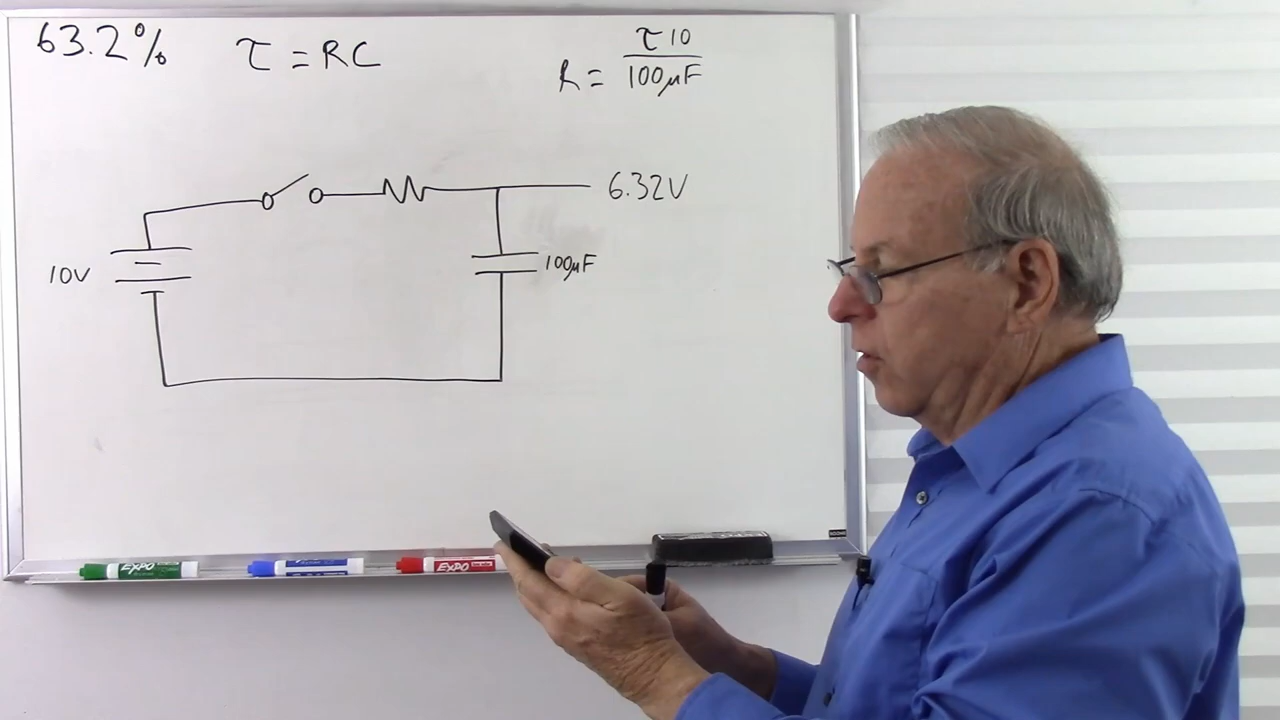 63.2%
τ = RC
R = τ 10 / 100µF
6.32V
10V
100µF
EXPO
EXPO